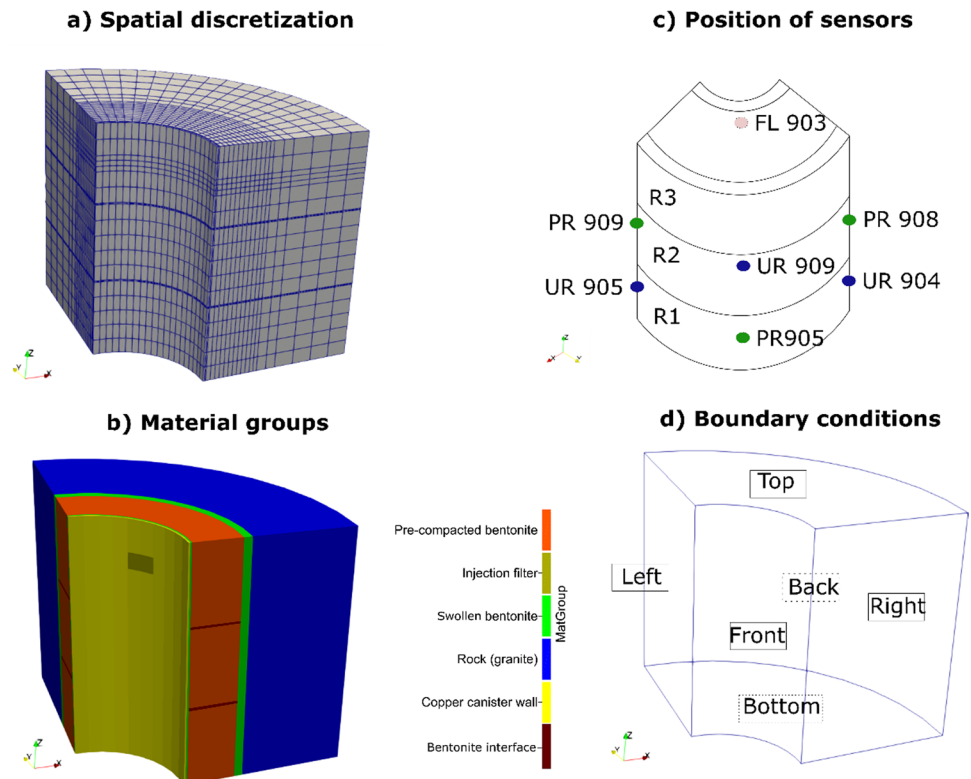 a) Spatial discretization
Z
Y
X
c) Position of sensors
FL 903
R3
PR 909
PR 908
R2
UR 909
UR 905
UR 904
R1
PR905
Z
X
Y
b) Material groups
Pre-compacted bentonite
Injection filter
Swollen bentonite
Rock (granite)
Copper canister wall
Bentonite interface
MatGroup
Z
Y
X
d) Boundary conditions
Top
Left
Back
Right
Front
Bottom
Z
Y
X